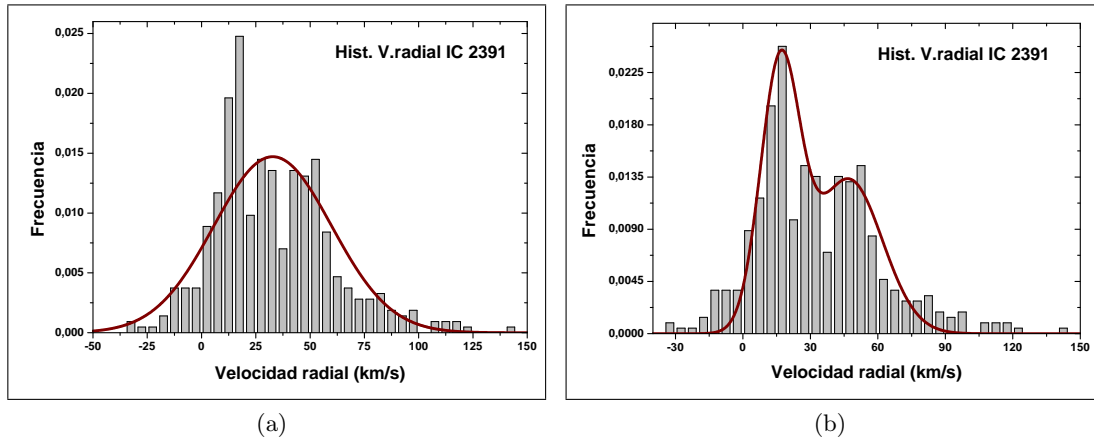 Hist. V.radial IC 2391
Frecuencia
0,025
0,020
0,015
0,010
0,005
0,000
-50 -25 0 25 50 75 100 125 150
Velocidad radial (km/s)
(a)
Hist. V.radial IC 2391
Frecuencia
0,0225
0,0180
0,0135
0,0090
0,0045
0,0000
-30 0 30 60 90 120 150
Velocidad radial (km/s)
(b)